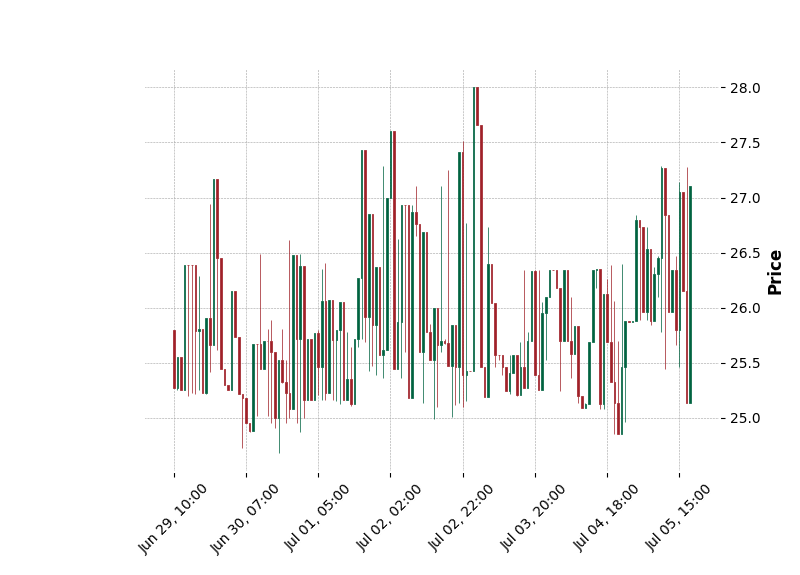 28.0
27.5
27.0
26.5
26.0
25.5
25.0
Price
Jun 29, 10:00
Jun 30, 07:00
Jul 01, 05:00
Jul 02, 02:00
Jul 02, 22:00
Jul 03, 20:00
Jul 04, 18:00
Jul 05, 15:00